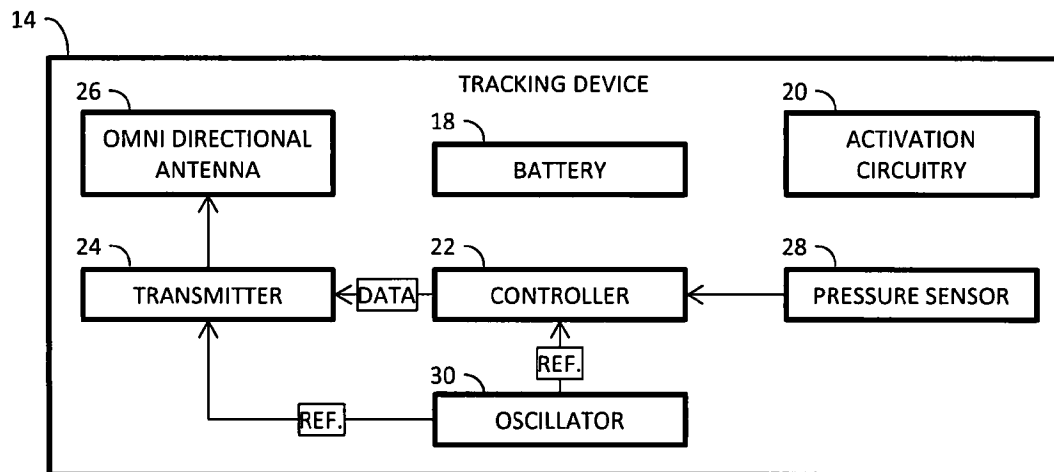 14
TRACKING DEVICE
26
OMNI DIRECTIONAL
ANTENNA
18
BATTERY
20
ACTIVATION
CIRCUITRY
24
TRANSMITTER
DATA
22
CONTROLLER
28
PRESSURE SENSOR
REF.
30
OSCILLATOR
REF.